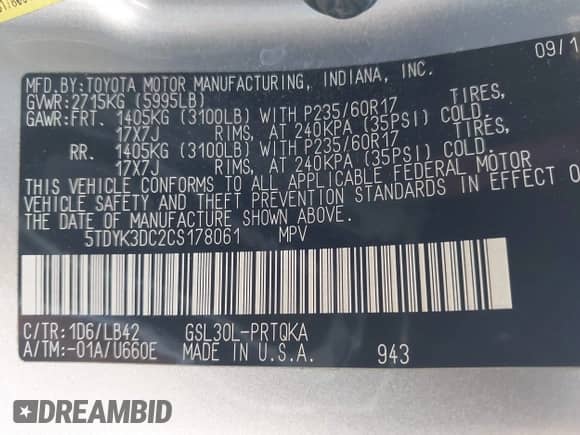 09/1
MFD.BY:TOYOTA MOTOR MANUFACTURING, INDIANA, INC.
GVWR:2715KG (5995LB)
GAWR:FRT. 1405KG (3100LB) WITH P235/60R17 TIRES,
17X7J RIMS, AT 240KPA (35PSI) COLD.
RR. 1405KG (3100LB) WITH P235/60R17 TIRES,
17X7J RIMS, AT 240KPA (35PSI) COLD.
THIS VEHICLE CONFORMS TO ALL APPLICABLE FEDERAL MOTOR
VEHICLE SAFETY AND THEFT PREVENTION STANDARDS IN EFFECT O
THE DATE OF MANUFACTURE SHOWN ABOVE.
5TDYK3DC2CS178061 MPV
C/TR:1D6/LB42 GSL30L-PRTQKA
A/TM:-01A/U660E MADE IN U.S.A. 943
DREAMBID